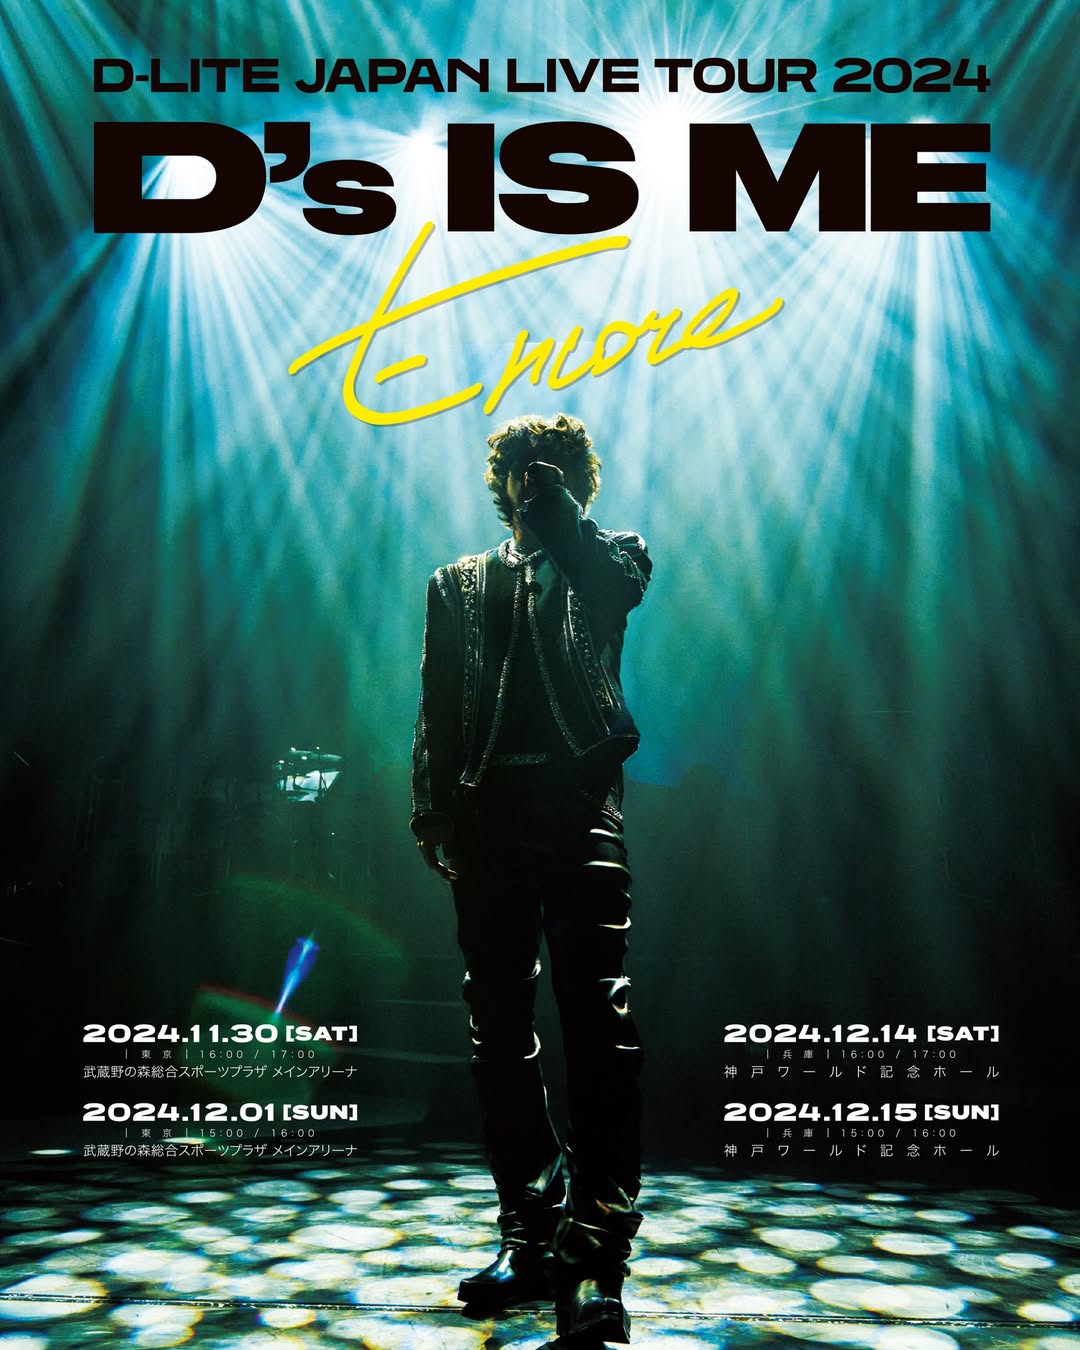 D-LITE JAPAN LIVE TOUR 2024
D's IS ME
Encore
2024.11.30 [SAT]
| 東京 | 16:00 / 17:00
武蔵野の森総合スポーツプラザ メインアリーナ
2024.12.01 [SUN]
| 東京 | 15:00 / 16:00
武蔵野の森総合スポーツプラザ メインアリーナ
2024.12.14 [SAT]
| 兵庫 | 16:00 / 17:00
神戸ワールド記念ホール
2024.12.15 [SUN]
| 兵庫 | 15:00 / 16:00
神戸ワールド記念ホール